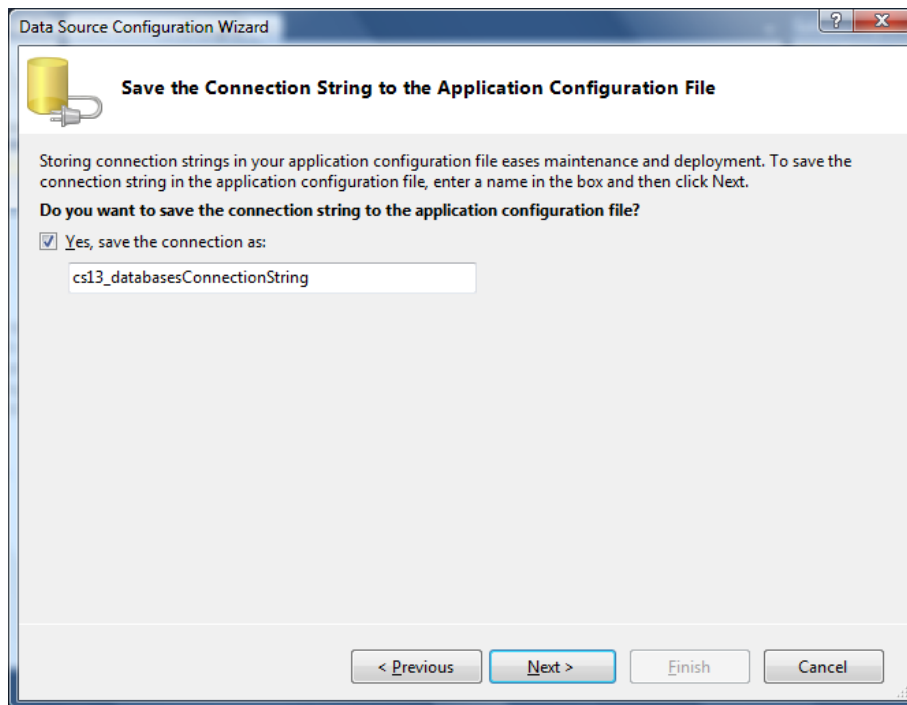 Data Source Configuration Wizard
?
X
Save the Connection String to the Application Configuration File
Storing connection strings in your application configuration file eases maintenance and deployment. To save the
connection string in the application configuration file, enter a name in the box and then click Next.
Do you want to save the connection string to the application configuration file?
Yes, save the connection as:
cs13_databasesConnectionString
< Previous
Next >
Finish
Cancel